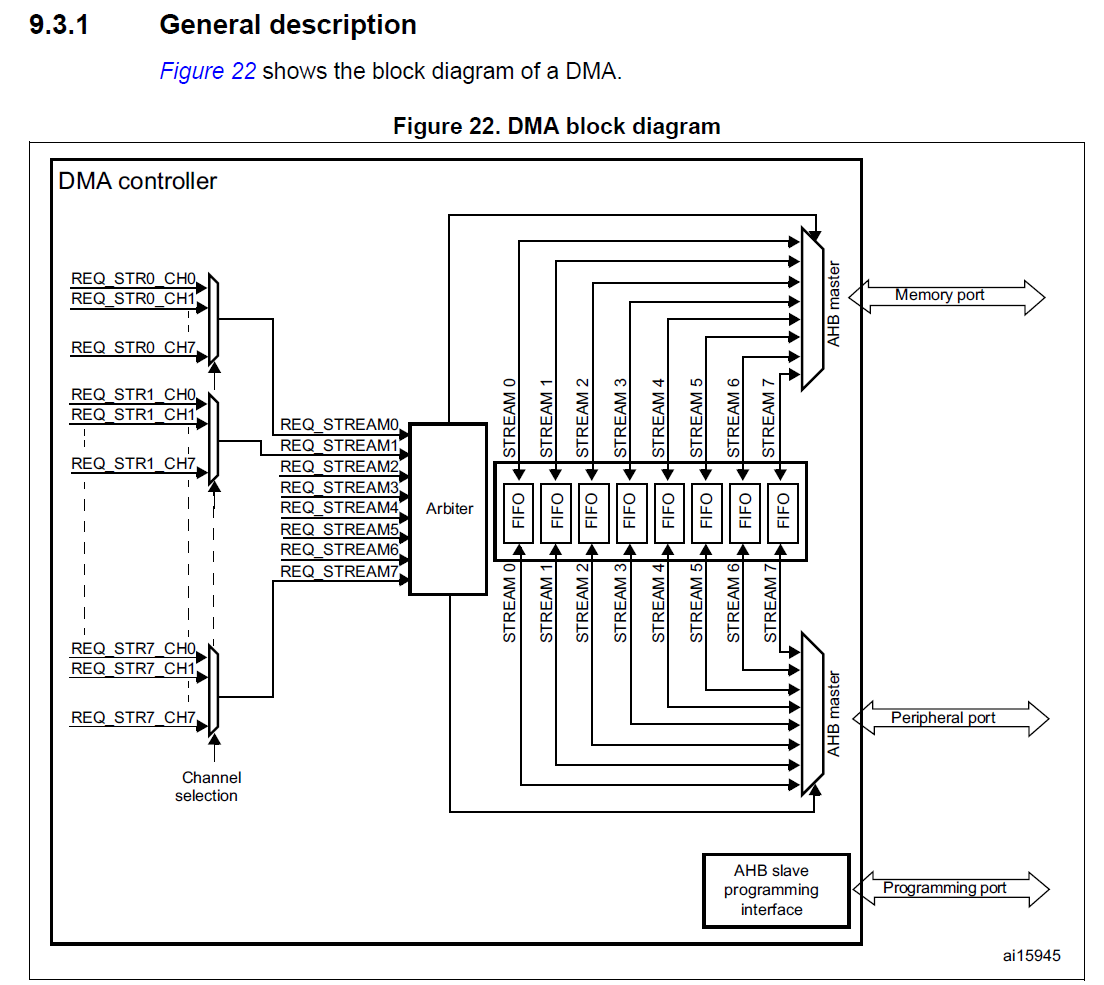 9.3.1 General description
Figure 22 shows the block diagram of a DMA.
Figure 22. DMA block diagram
DMA controller
REQ_STR0_CH0
REQ_STR0_CH1
REQ_STR0_CH7
REQ_STR1_CH0
REQ_STR1_CH1
REQ_STR1_CH7
REQ_STR7_CH0
REQ_STR7_CH1
REQ_STR7_CH7
Channel
selection
REQ_STREAM0
REQ_STREAM1
REQ_STREAM2
REQ_STREAM3
REQ_STREAM4
REQ_STREAM5
REQ_STREAM6
REQ_STREAM7
Arbiter
STREAM 0
STREAM 1
STREAM 2
STREAM 3
STREAM 4
STREAM 5
STREAM 6
STREAM 7
FIFO
FIFO
FIFO
FIFO
FIFO
FIFO
FIFO
FIFO
STREAM 0
STREAM 1
STREAM 2
STREAM 3
STREAM 4
STREAM 5
STREAM 6
STREAM 7
AHB master
Memory port
AHB master
Peripheral port
AHB slave
programming
interface
Programming port
ai15945